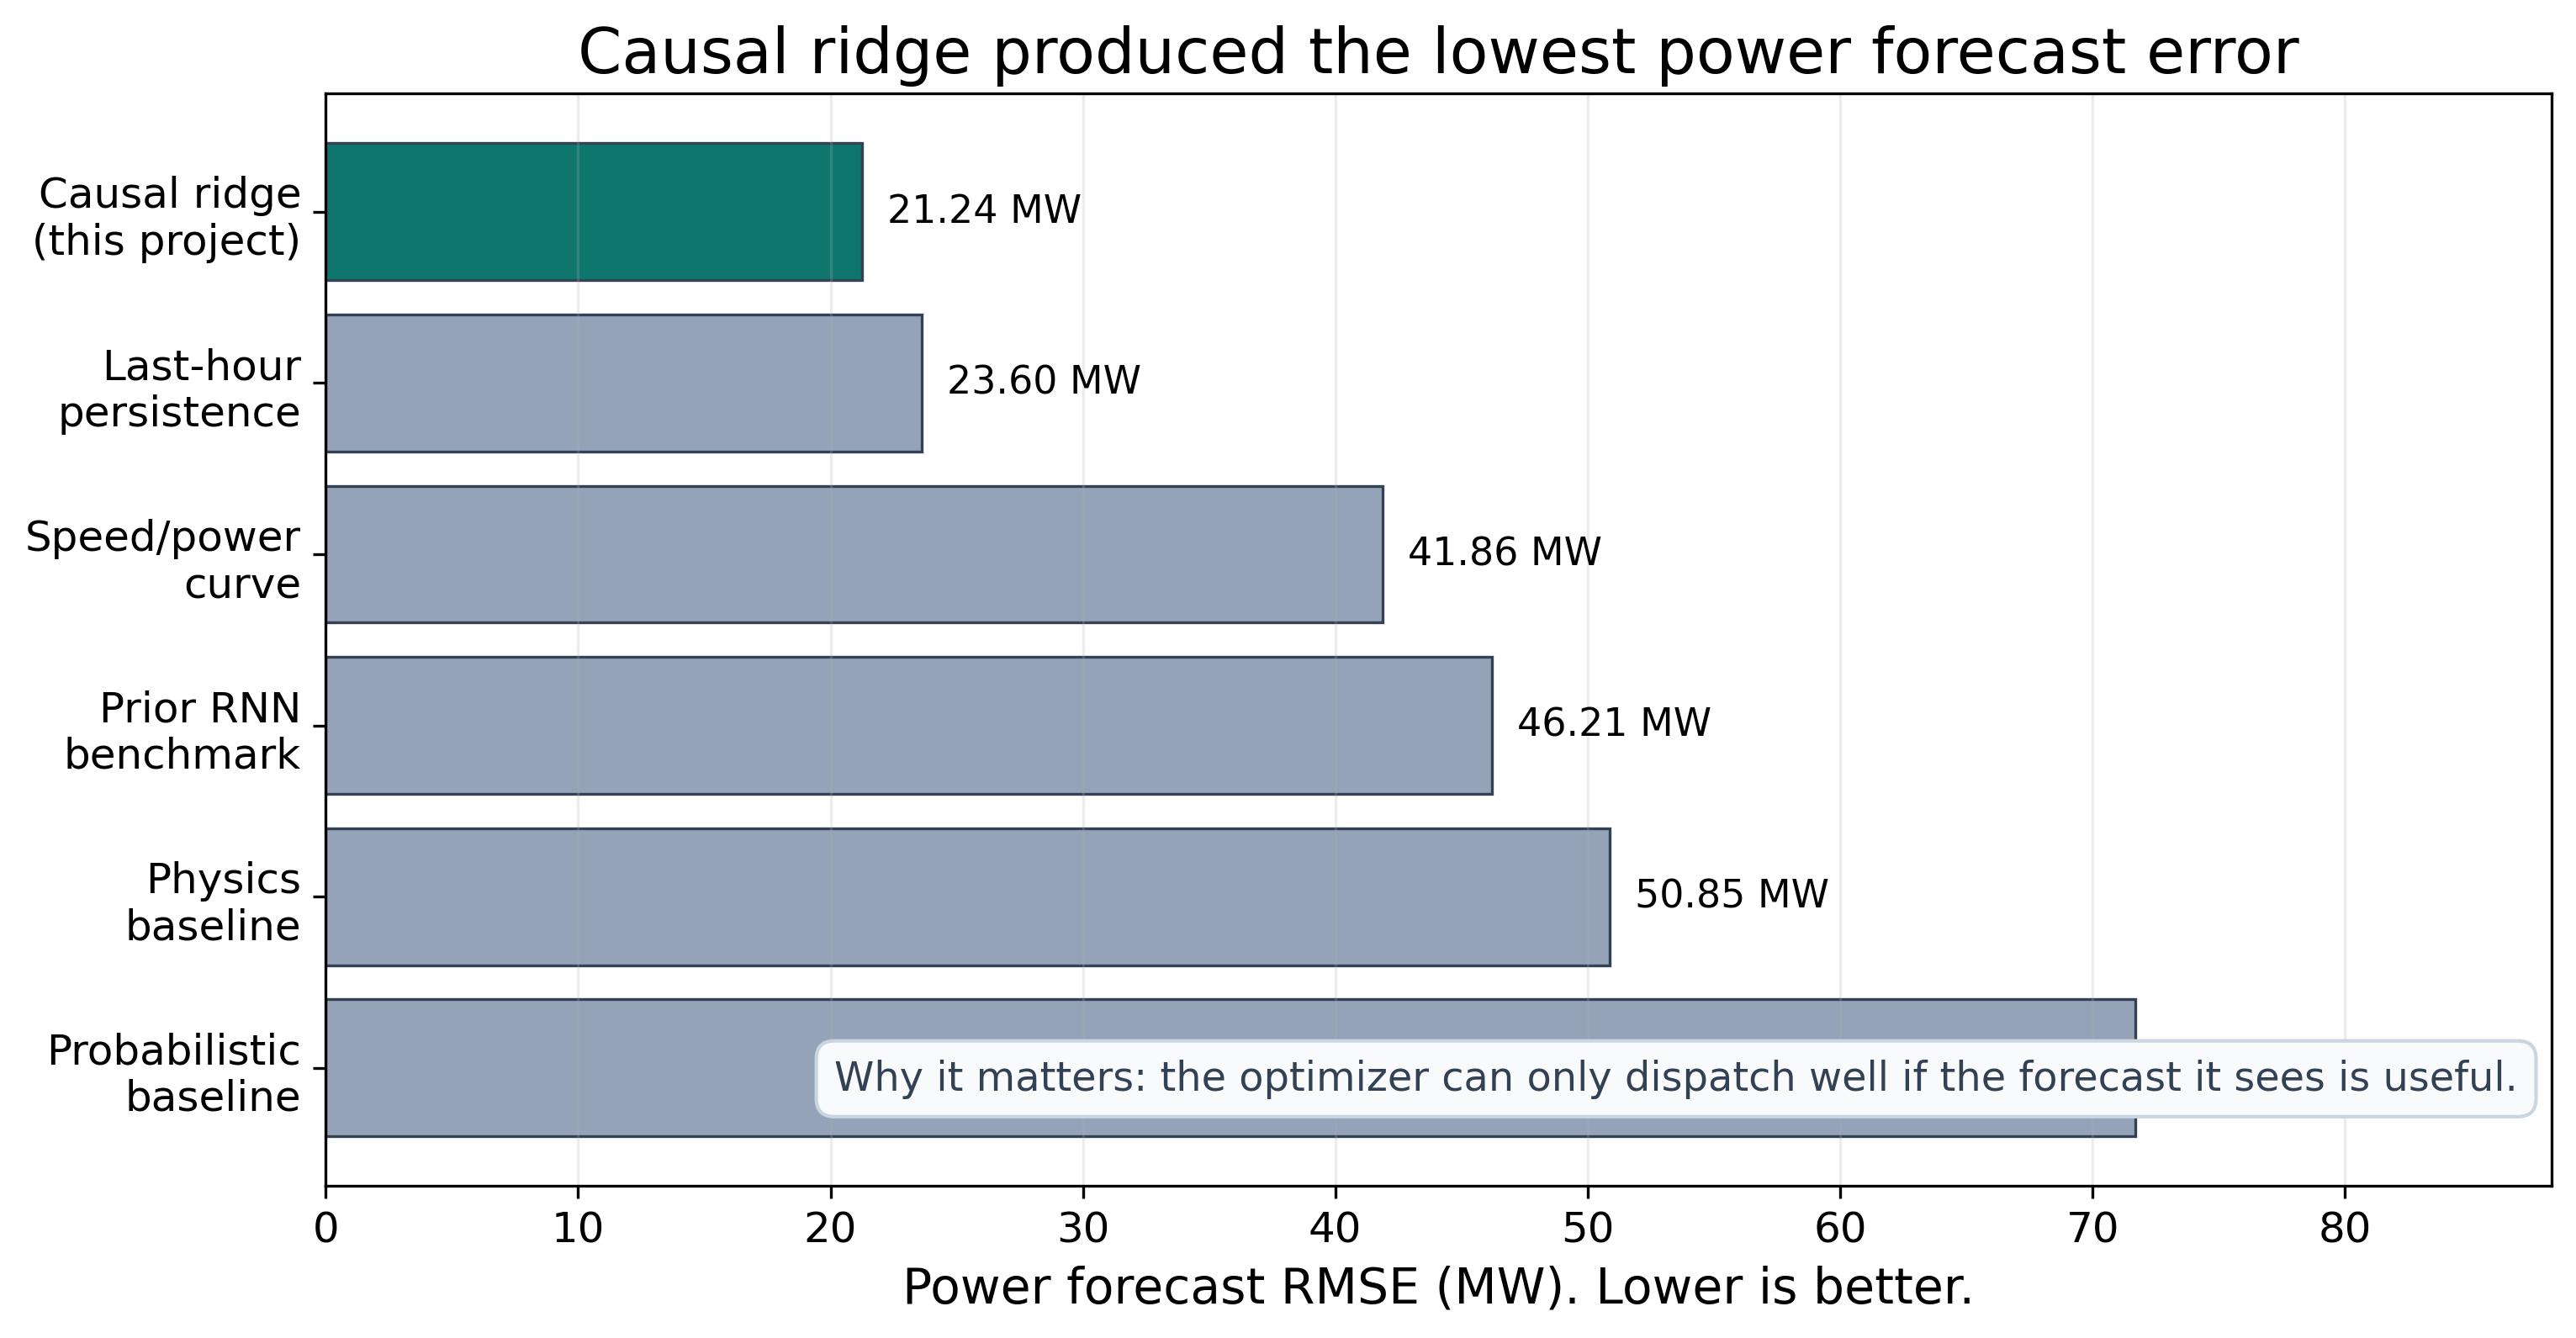 Causal ridge produced the lowest power forecast error
Causal ridge
(this project)
21.24 MW
Last-hour
persistence
23.60 MW
Speed/power
curve
41.86 MW
Prior RNN
benchmark
46.21 MW
Physics
baseline
50.85 MW
Probabilistic
baseline
Why it matters: the optimizer can only dispatch well if the forecast it sees is useful.
0 10 20 30 40 50 60 70 80
Power forecast RMSE (MW). Lower is better.